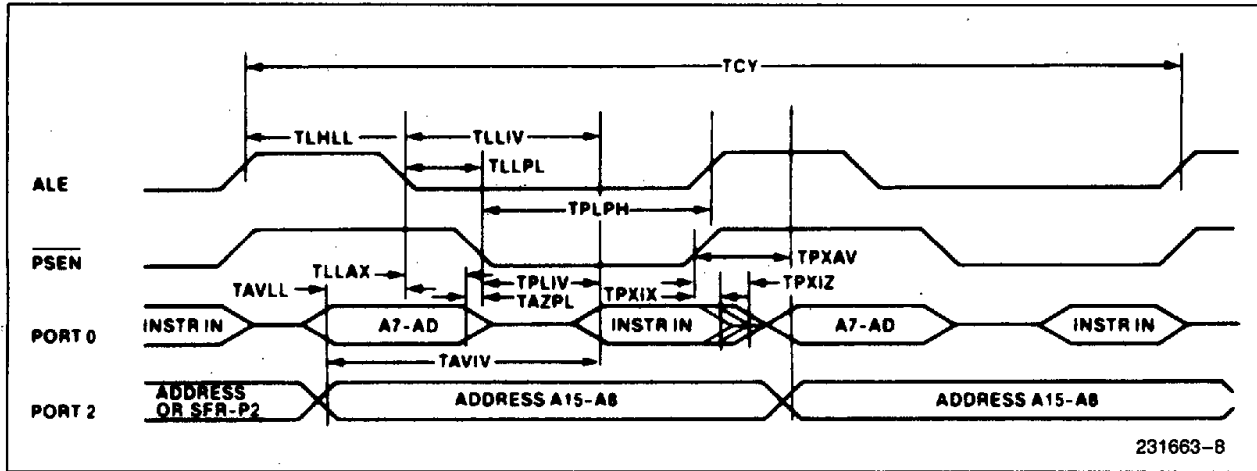 TCY
TLHLL
TLLIV
TLLPL
ALE
TPLPH
PSEN
TPXAV
TLLAX
TPLIV
TPXIZ
TAVLL
TAZPL
TPXIX
PORT 0
INSTR IN
A7-AD
INSTR IN
A7-AD
INSTR IN
TAVIV
PORT 2
ADDRESS
OR SFR-P2
ADDRESS A15-A8
ADDRESS A15-A8
231663-8